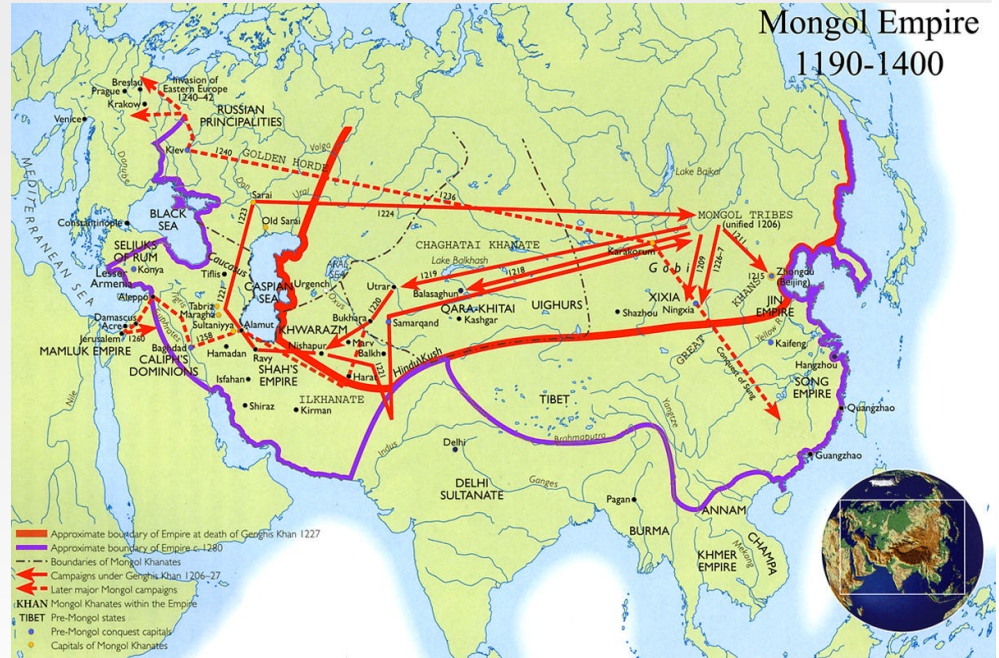 Mongol Empire
1190-1400
Breslau
Prague
Krakow
Venice
Invasion of
Eastern Europe
1240-42
RUSSIAN
PRINCIPALITIES
Kiev
1240
GOLDEN HORDE
Volga
Danube
Don
Ural
Sarai
Old Sarai
1223
1224
1236
Lake Baikal
MONGOL TRIBES
(unified 1206)
1211
MEDITERRANEAN SEA
Constantinople
BLACK
SEA
SELJUKS
OF RUM
Konya
Lesser
Armenia
Caucasus
Tiflis
CASPIAN
SEA
ARAL
SEA
Urgench
Oxus
CHAGHATAI KHANATE
Lake Balkhash
1219
1218
Utrar
Balasaghun
Karakorum
Gobi
1209
1226-7
1215
Zhongdu
(Beijing)
KHANS
JIN
EMPIRE
XIXIA
Ningxia
Aleppo
Tigris
Euphrates
1221
Tabriz
Maragha
Sultaniyya
Alamut
KHWARAZM
Bukhara
1220
Samarqand
QARA-KHITAI
Kashgar
UIGHURS
Shazhou
Damascus
Acre
Jerusalem
1260
MAMLUK EMPIRE
Baghdad
1258
CALIPH'S
DOMINIONS
Hamadan
Ravy
SHAH'S
EMPIRE
Nishapur
Marv
Balkh
1221
Herat
Hindu Kush
GREAT
Yellow R.
Kaifeng
Conquest of Song
Hangzhou
SONG
EMPIRE
Isfahan
Shiraz
ILKHANATE
Kirman
TIBET
Yangtze
Quangzhao
Nile
Indus
Delhi
Brahmaputra
Guangzhao
DELHI
SULTANATE
Ganges
Pagan
BURMA
ANNAM
KHMER
EMPIRE
Mekong
CHAMPA
Approximate boundary of Empire at death of Genghis Khan 1227
Approximate boundary of Empire c. 1280
Boundaries of Mongol Khanates
Campaigns under Genghis Khan 1206-27
Later major Mongol campaigns
KHAN Mongol Khanates within the Empire
TIBET Pre-Mongol states
Pre-Mongol conquest capitals
Capitals of Mongol Khanates